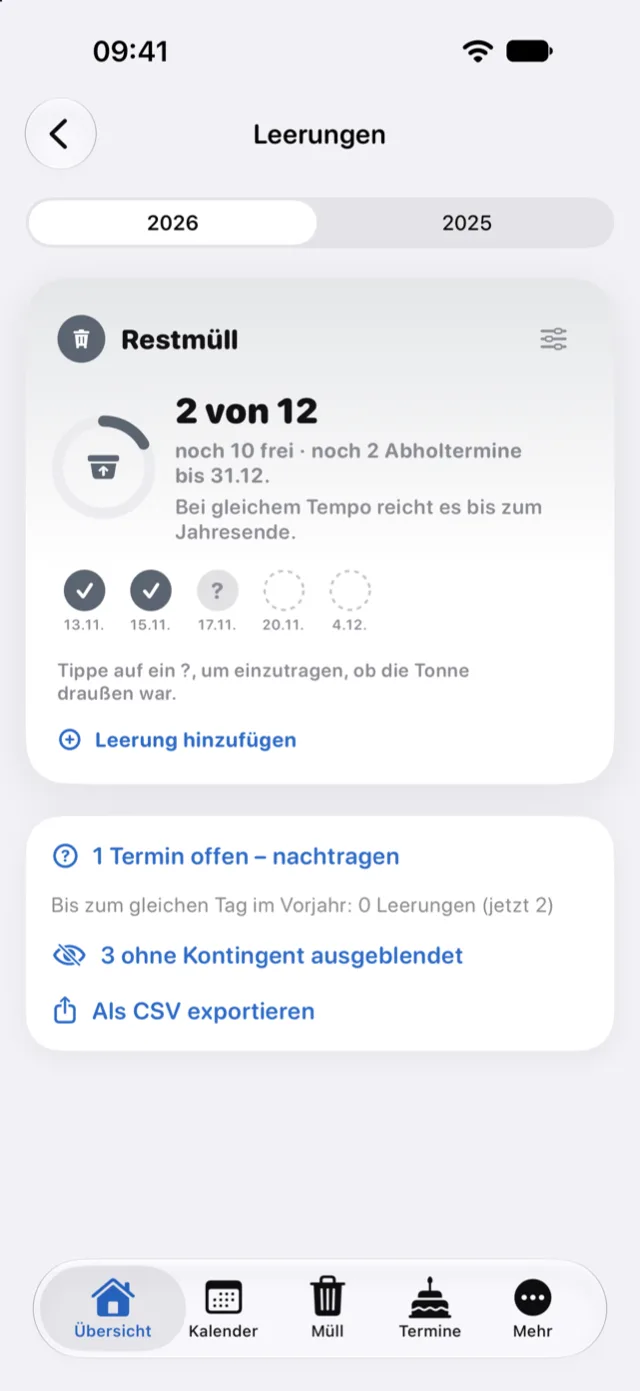 09:41
Leerungen
2026
2025
Restmüll
2 von 12
noch 10 frei · noch 2 Abholtermine
bis 31.12.
Bei gleichem Tempo reicht es bis zum
Jahresende.
?
13.11.
15.11.
17.11.
20.11.
4.12.
Tippe auf ein ?, um einzutragen, ob die Tonne
draußen war.
Leerung hinzufügen
1 Termin offen – nachtragen
Bis zum gleichen Tag im Vorjahr: 0 Leerungen (jetzt 2)
3 ohne Kontingent ausgeblendet
Als CSV exportieren
Übersicht
Kalender
Müll
Termine
Mehr